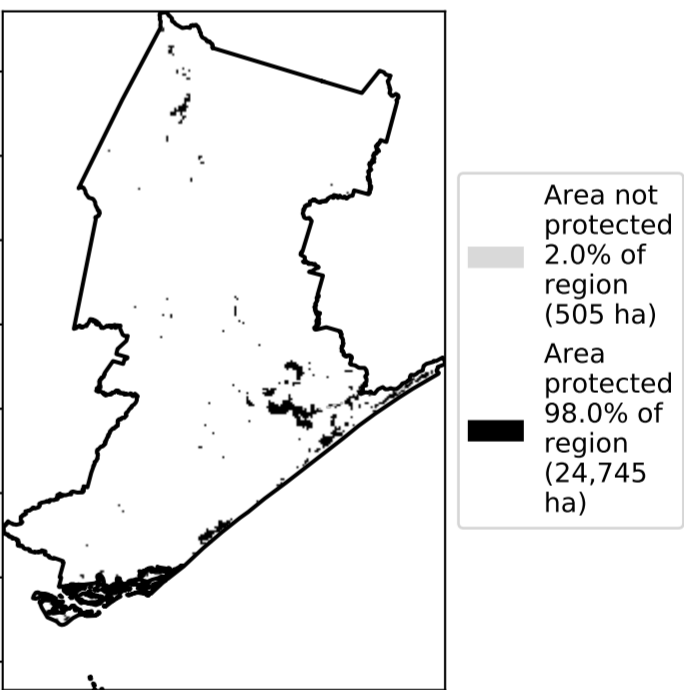 Area not
protected
2.0% of
region
(505 ha)
Area
protected
98.0% of
region
(24,745
ha)